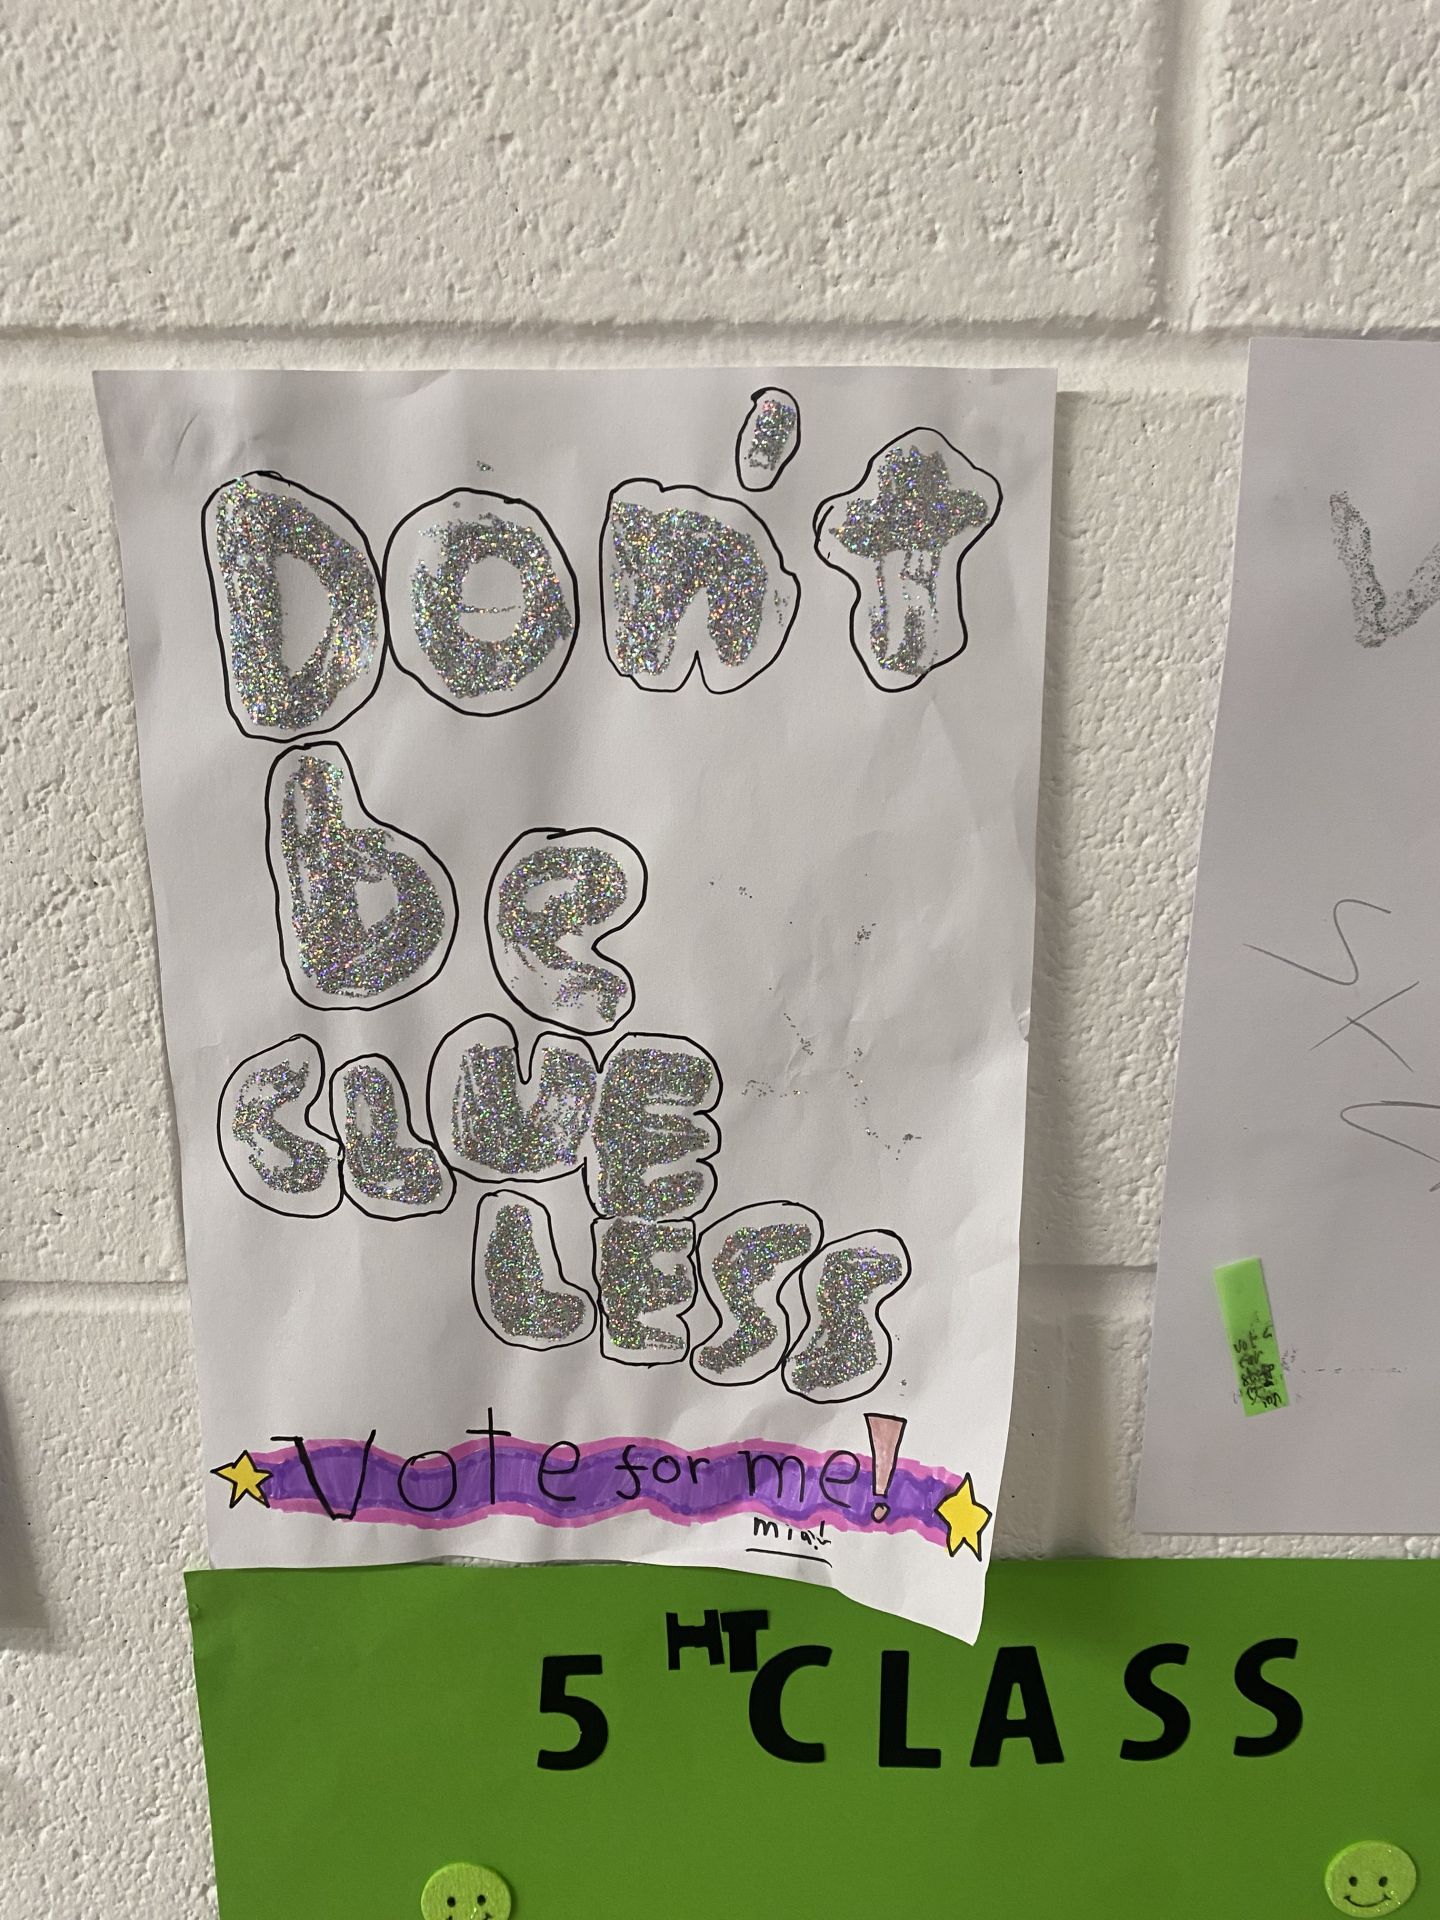 Don't
be
CLUE
LESS
Vote for me!
mia!
5 HT CLASS